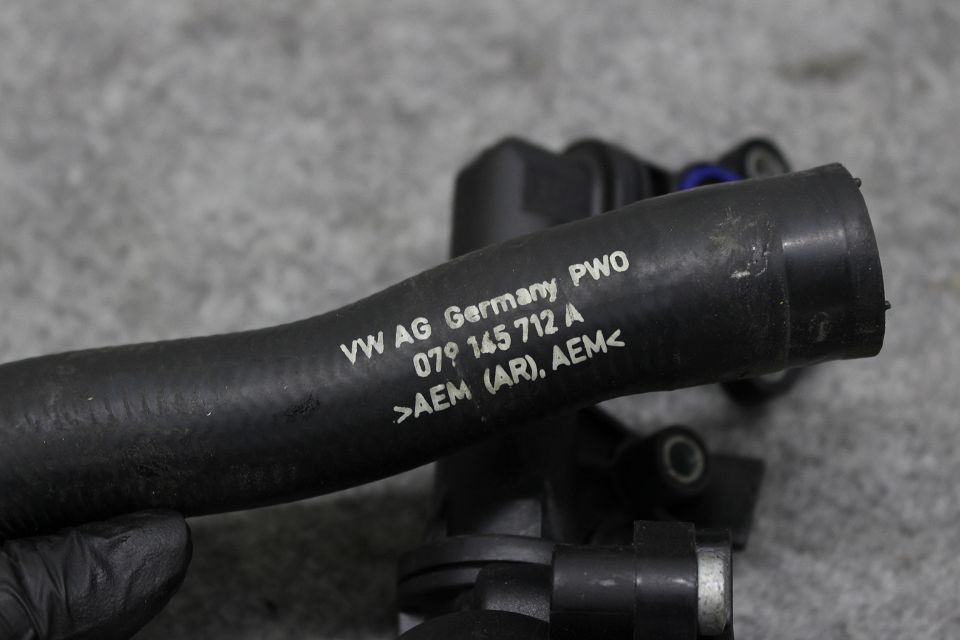 VW AG Germany PWO
079 145 712 A
>AEM (AR), AEM<